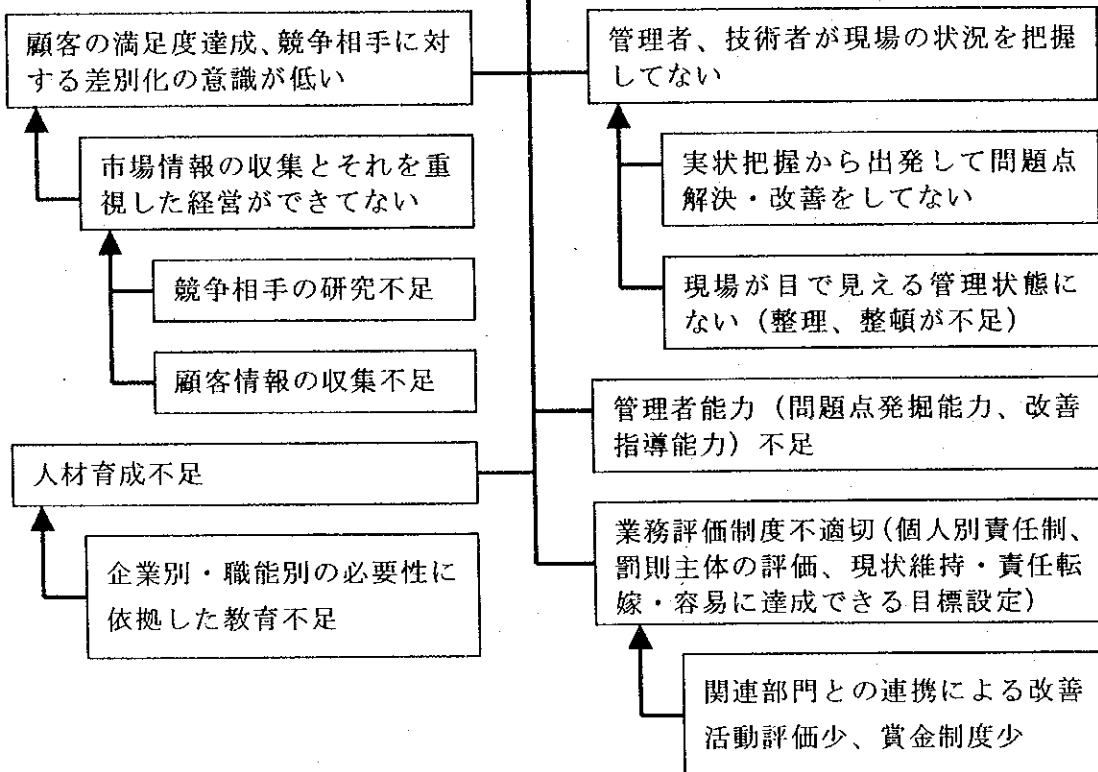 顧客の満足度達成、競争相手に対
する差別化の意識が低い
市場情報の収集とそれを重
視した経営ができてない
競争相手の研究不足
顧客情報の収集不足
人材育成不足
企業別・職能別の必要性に
依拠した教育不足
管理者、技術者が現場の状況を把握
してない
実状把握から出発して問題点
解決・改善をしてない
現場が目で見える管理状態に
ない（整理、整頓が不足）
管理者能力（問題点発掘能力、改善
指導能力）不足
業務評価制度不適切（個人別責任制、
罰則主体の評価、現状維持・責任転
嫁・容易に達成できる目標設定）
関連部門との連携による改善
活動評価少、賞金制度少